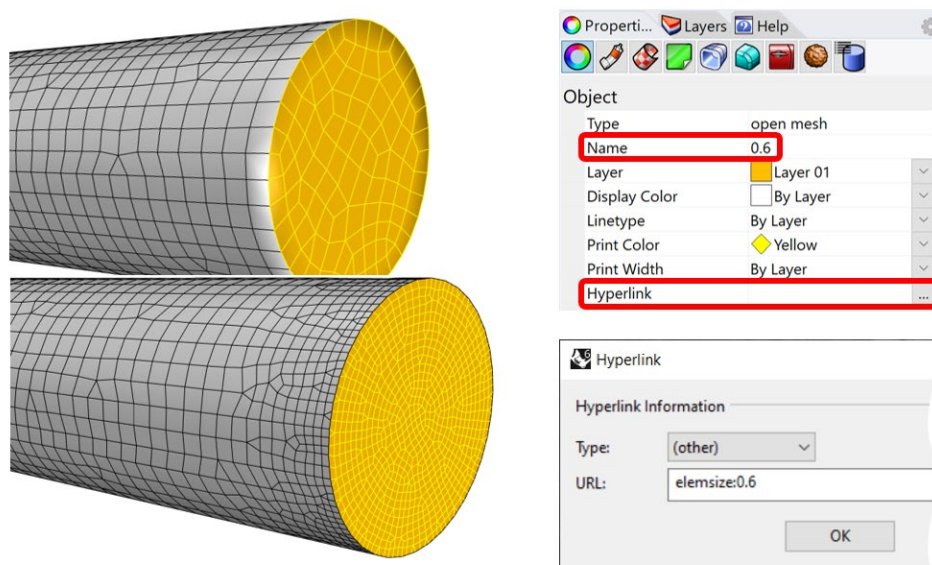 Properti... Layers Help
Object
Type open mesh
Name 0.6
Layer Layer 01
Display Color By Layer
Linetype By Layer
Print Color Yellow
Print Width By Layer
Hyperlink ...
Hyperlink
Hyperlink Information
Type: (other)
URL: elemsize:0.6
OK